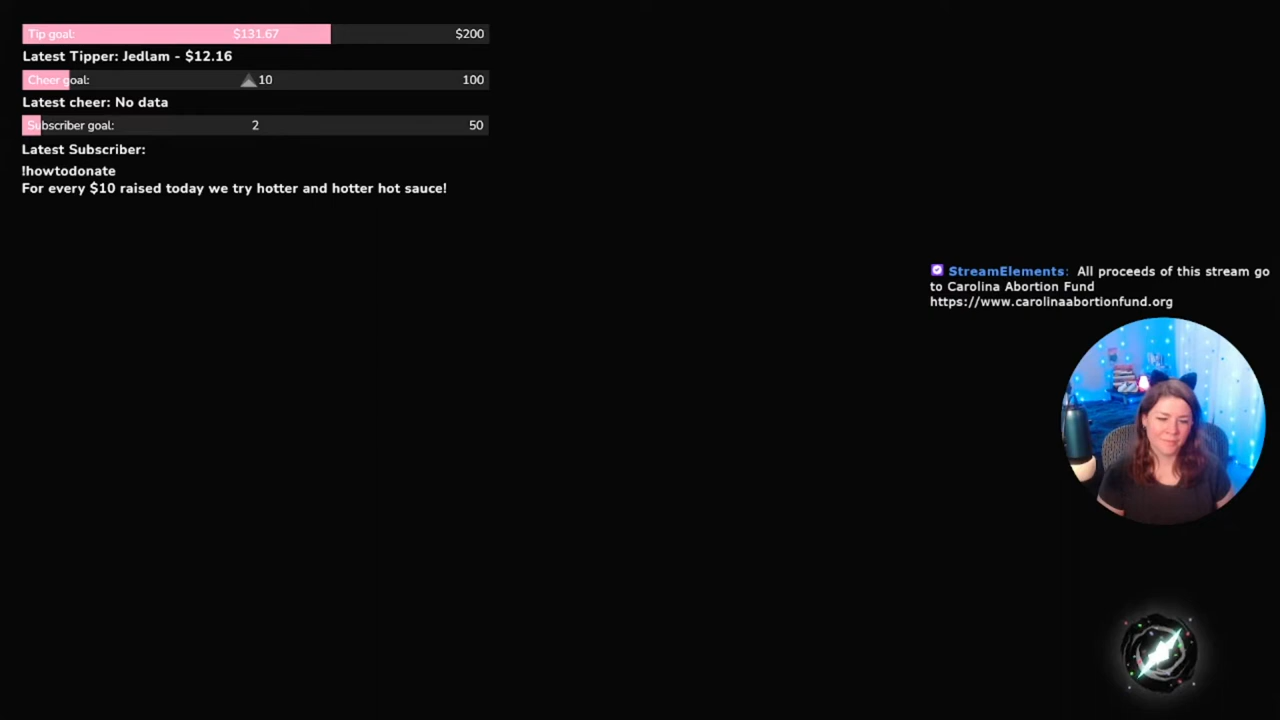 Tip goal: $131.67 $200
Latest Tipper: Jedlam - $12.16
Cheer goal: 10 100
Latest cheer: No data
Subscriber goal: 2 50
Latest Subscriber:
!howtodonate
For every $10 raised today we try hotter and hotter hot sauce!
StreamElements: All proceeds of this stream go
to Carolina Abortion Fund
https://www.carolinaabortionfund.org